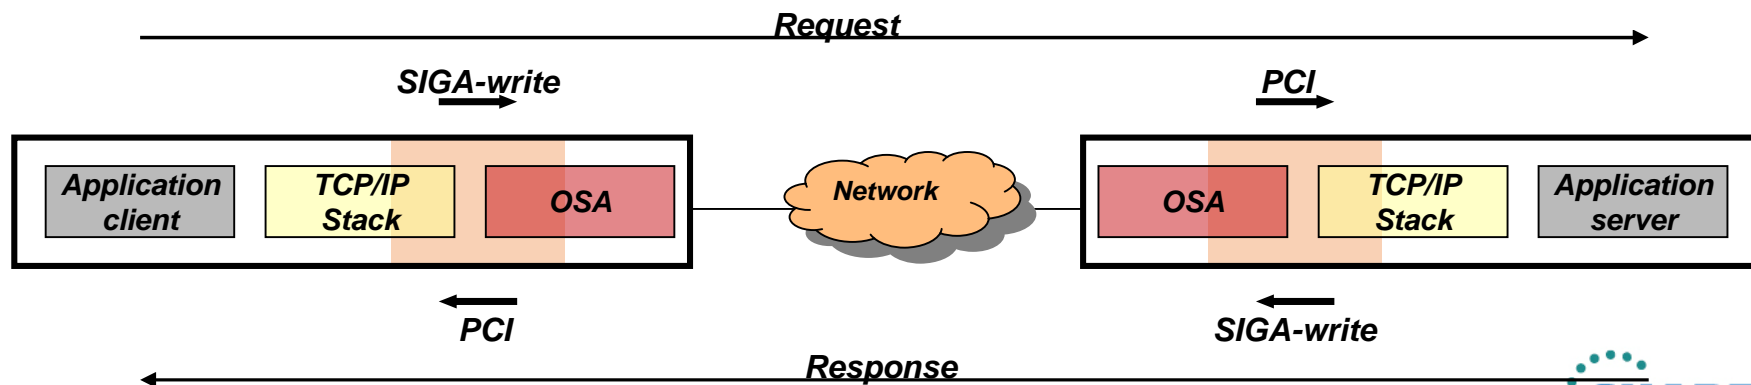 Request
SIGA-write
PCI
Application
client
TCP/IP
Stack
OSA
Network
OSA
TCP/IP
Stack
Application
server
PCI
SIGA-write
Response